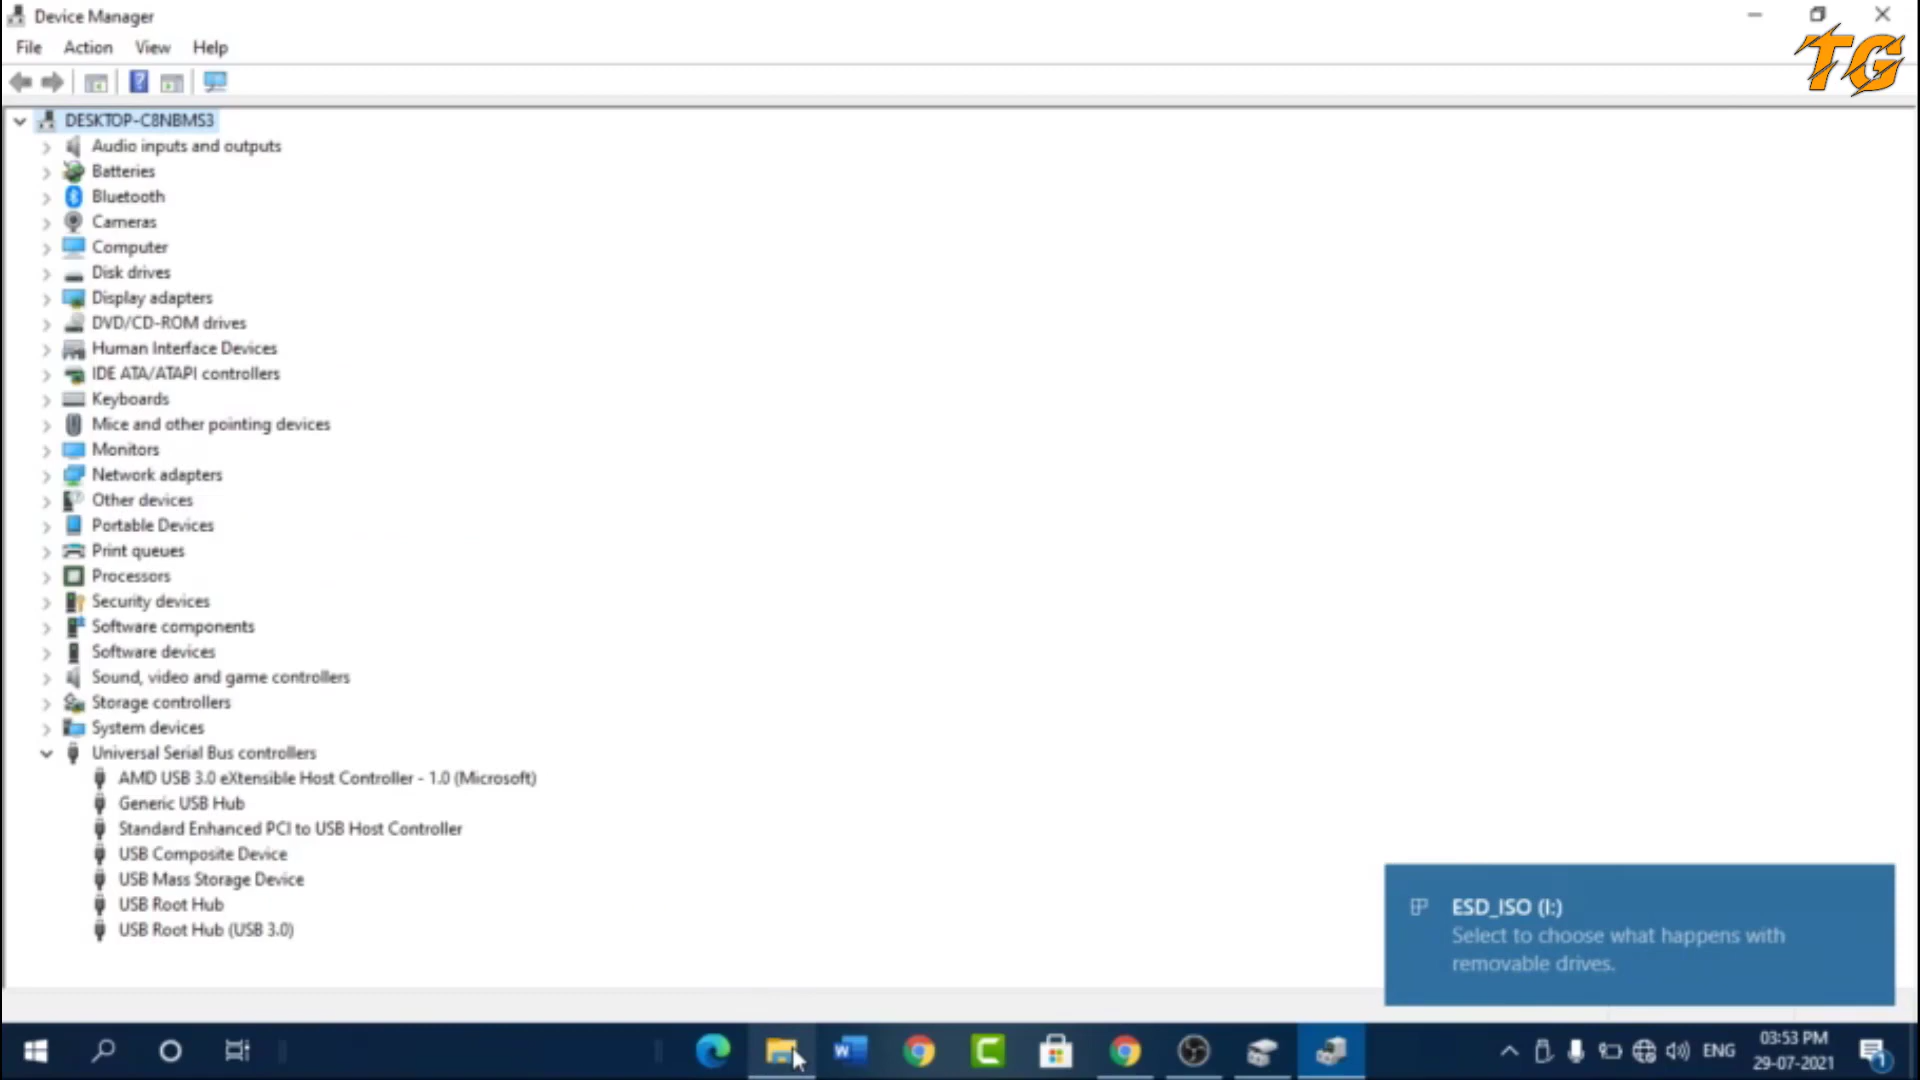 Device Manager
TG
File Action View Help
DESKTOP-C8NBMS3
Audio inputs and outputs
Batteries
Bluetooth
Cameras
Computer
Disk drives
Display adapters
DVD/CD-ROM drives
Human Interface Devices
IDE ATA/ATAPI controllers
Keyboards
Mice and other pointing devices
Monitors
Network adapters
Other devices
Portable Devices
Print queues
Processors
Security devices
Software components
Software devices
Sound, video and game controllers
Storage controllers
System devices
Universal Serial Bus controllers
AMD USB 3.0 eXtensible Host Controller - 1.0 (Microsoft)
Generic USB Hub
Standard Enhanced PCI to USB Host Controller
USB Composite Device
USB Mass Storage Device
USB Root Hub
USB Root Hub (USB 3.0)
ESD_ISO (I:)
Select to choose what happens with
removable drives.
ENG
03:53 PM
29-07-2021
1